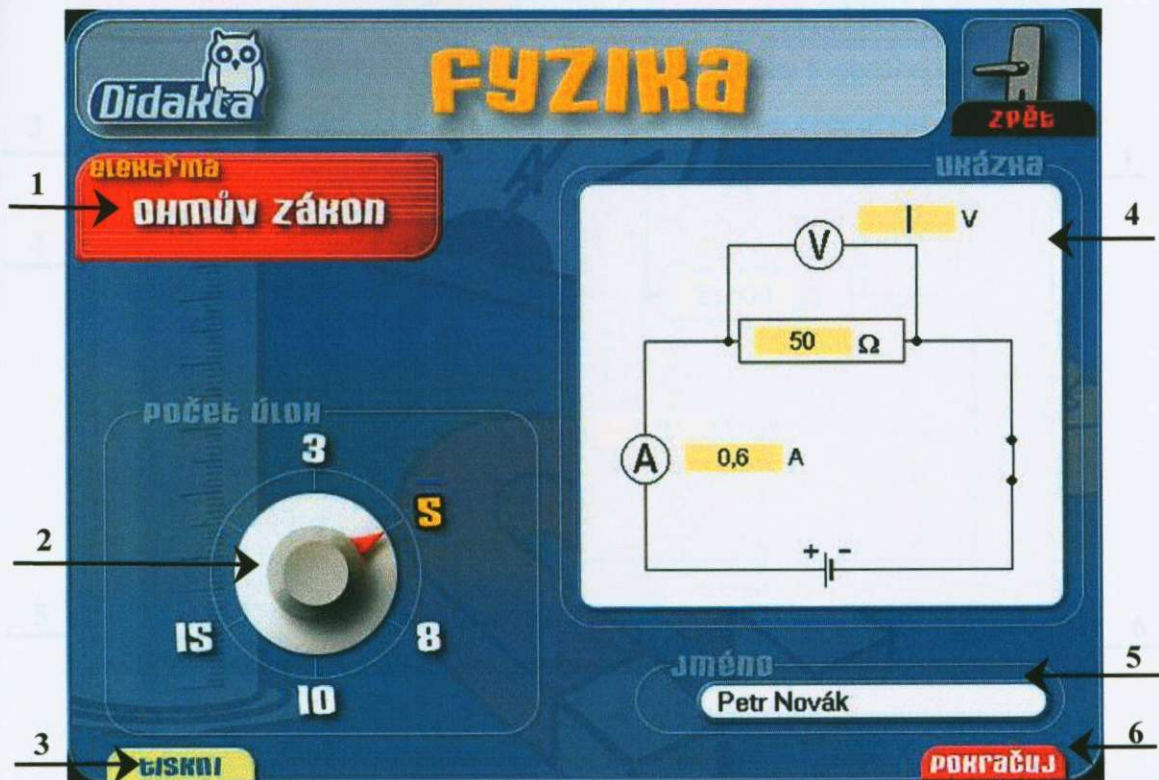 Didakta
FYZIKA
ZPĚT
elektřina
OHMŮV ZÁKON
UKÁZKA
1
4
V
V
50 Ω
A 0,6 A
+ -
POČET ÚLOH
3
5
8
10
15
2
JMÉNO
Petr Novák
5
3
TISKNI
POKRAČUJ
6